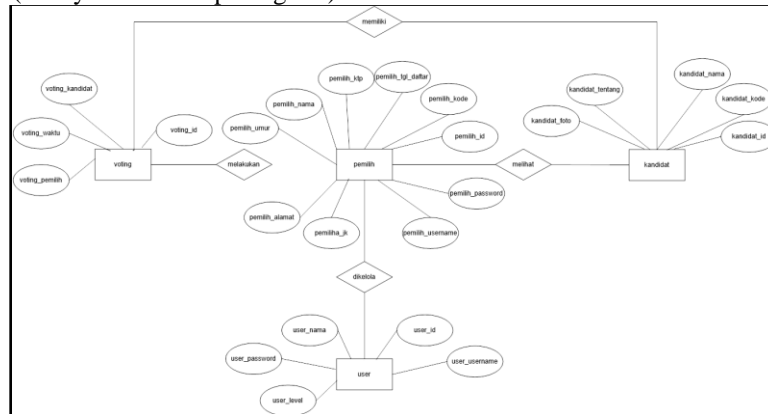 memiliki
voting_kandidat
voting_waktu
voting_id
voting_pemilih
voting
melakukan
pemilih_ktp
pemilih_tgl_daftar
pemilih_nama
pemilih_kode
pemilih_umur
pemilih_id
pemilih
pemilih_password
pemilih_alamat
pemiliha_jk
pemilih_username
melihat
kandidat_nama
kandidat_tentang
kandidat_kode
kandidat_foto
kandidat_id
kandidat
dikelola
user_nama
user_id
user_password
user_username
user
user_level